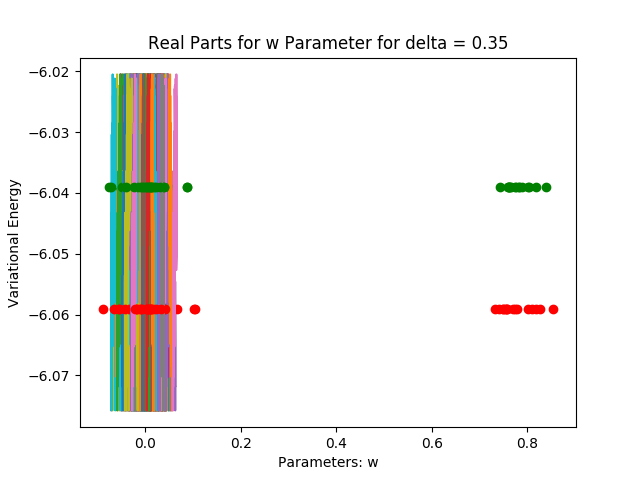 Real Parts for w Parameter for delta = 0.35
−6.02
−6.03
−6.04
−6.05
−6.06
−6.07
Variational Energy
0.0 0.2 0.4 0.6 0.8
Parameters: w